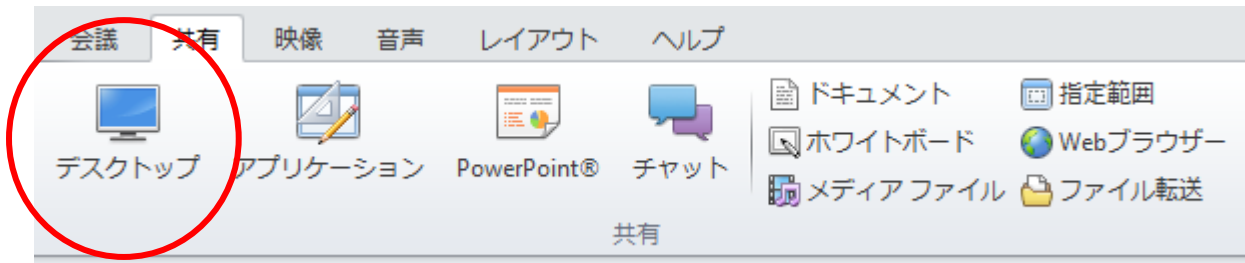 会議 共有 映像 音声 レイアウト ヘルプ
デスクトップ アプリケーション PowerPoint® チャット
ドキュメント 指定範囲
ホワイトボード Webブラウザー
メディア ファイル ファイル転送
共有